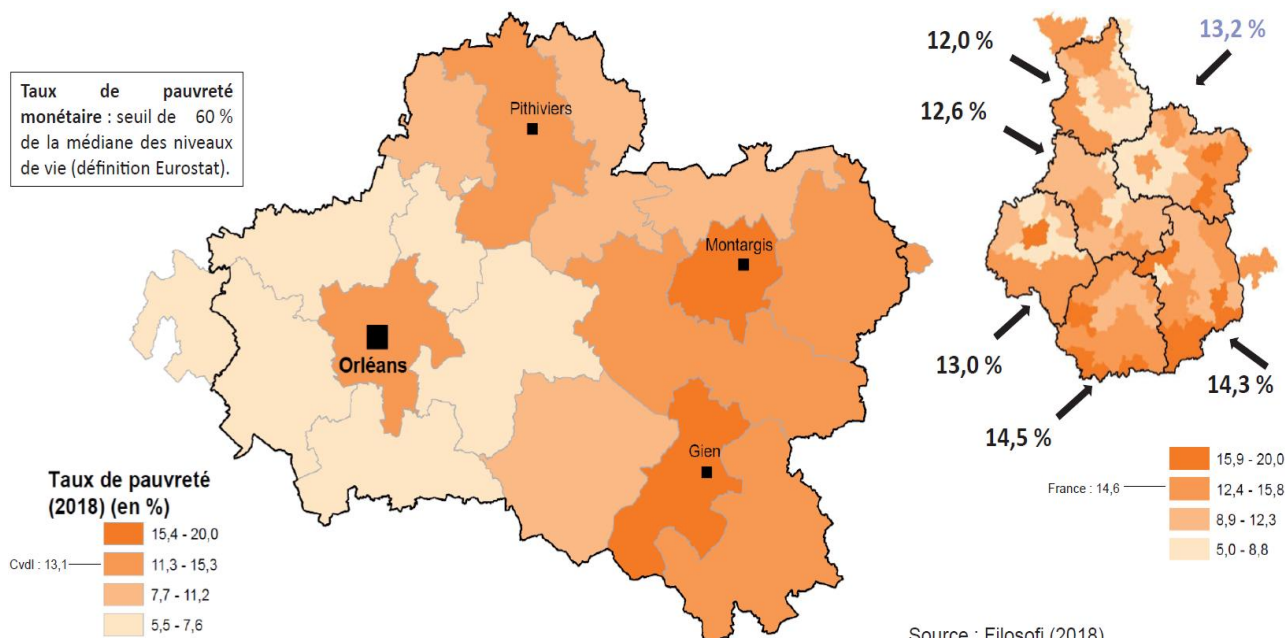 Taux de pauvreté
monétaire : seuil de 60 %
de la médiane des niveaux
de vie (définition Eurostat).
Pithiviers
Montargis
Orléans
Gien
Taux de pauvreté
(2018) (en %)
15,4 - 20,0
Cvdl : 13,1
11,3 - 15,3
7,7 - 11,2
5,5 - 7,6
12,0 %
13,2 %
12,6 %
13,0 %
14,3 %
14,5 %
15,9 - 20,0
France : 14,6
12,4 - 15,8
8,9 - 12,3
5,0 - 8,8
Source : Filosofi (2018)